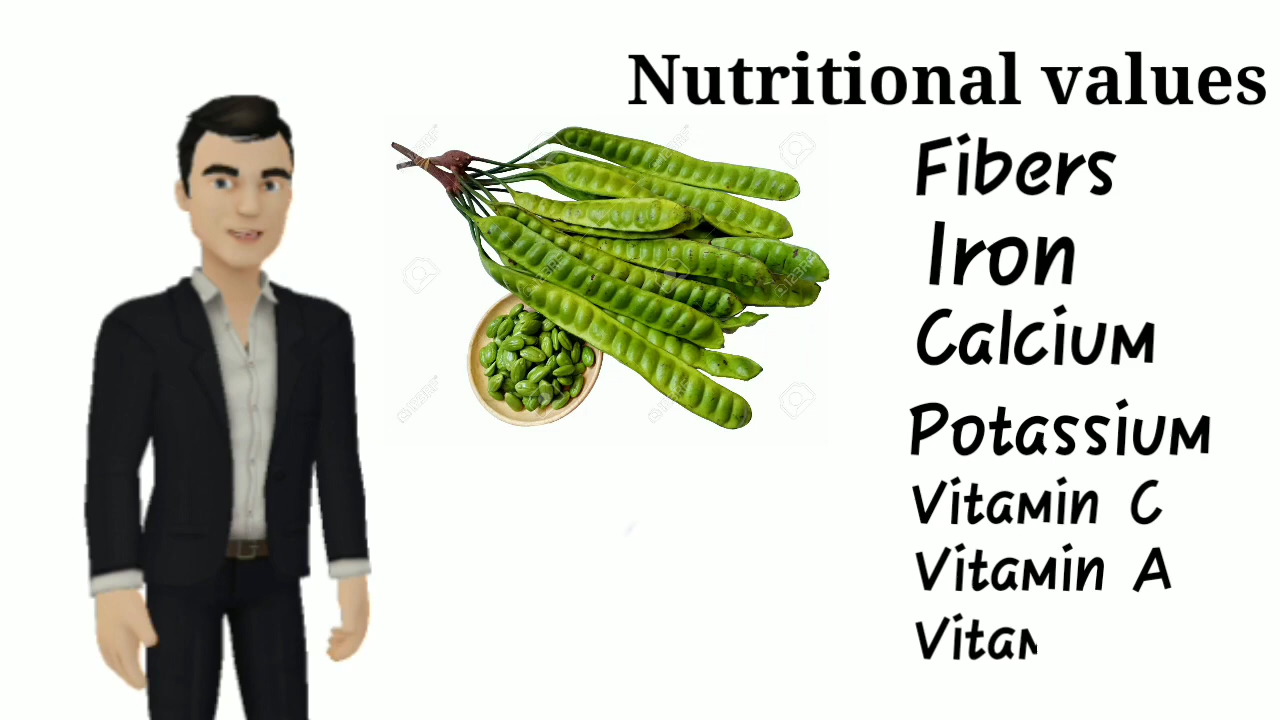 Nutritional values
Fibers
Iron
Calcium
Potassium
Vitamin C
Vitamin A